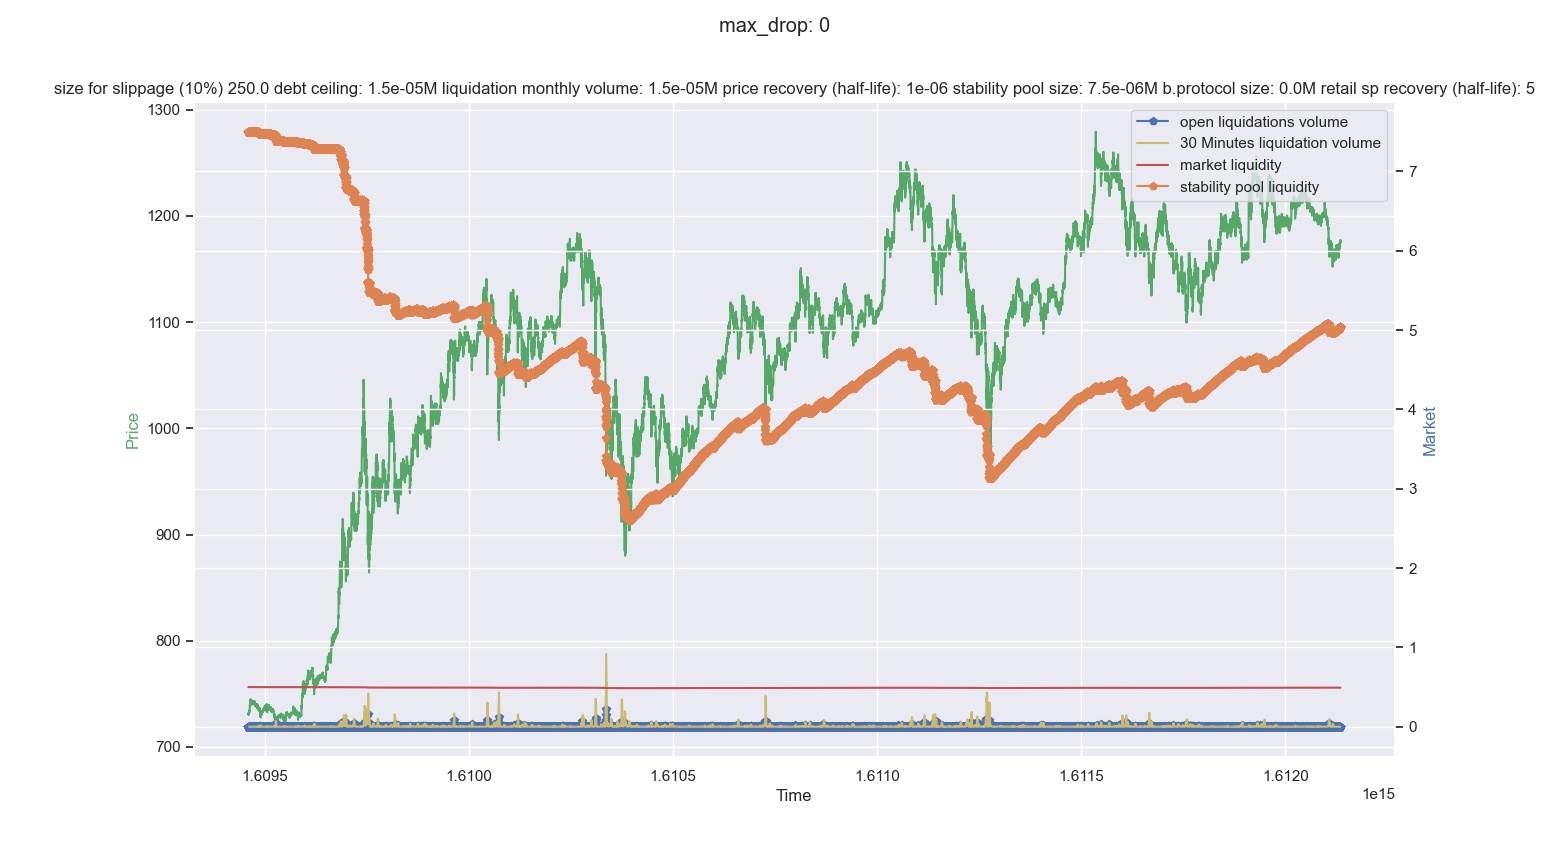 max_drop: 0
size for slippage (10%) 250.0 debt ceiling: 1.5e-05M liquidation monthly volume: 1.5e-05M price recovery (half-life): 1e-06 stability pool size: 7.5e-06M b.protocol size: 0.0M retail sp recovery (half-life): 5
open liquidations volume
30 Minutes liquidation volume
market liquidity
stability pool liquidity
1300
1200
1100
1000
900
800
700
Price
7
6
5
4
3
2
1
0
Market
1.6095 1.6100 1.6105 1.6110 1.6115 1.6120
1e15
Time